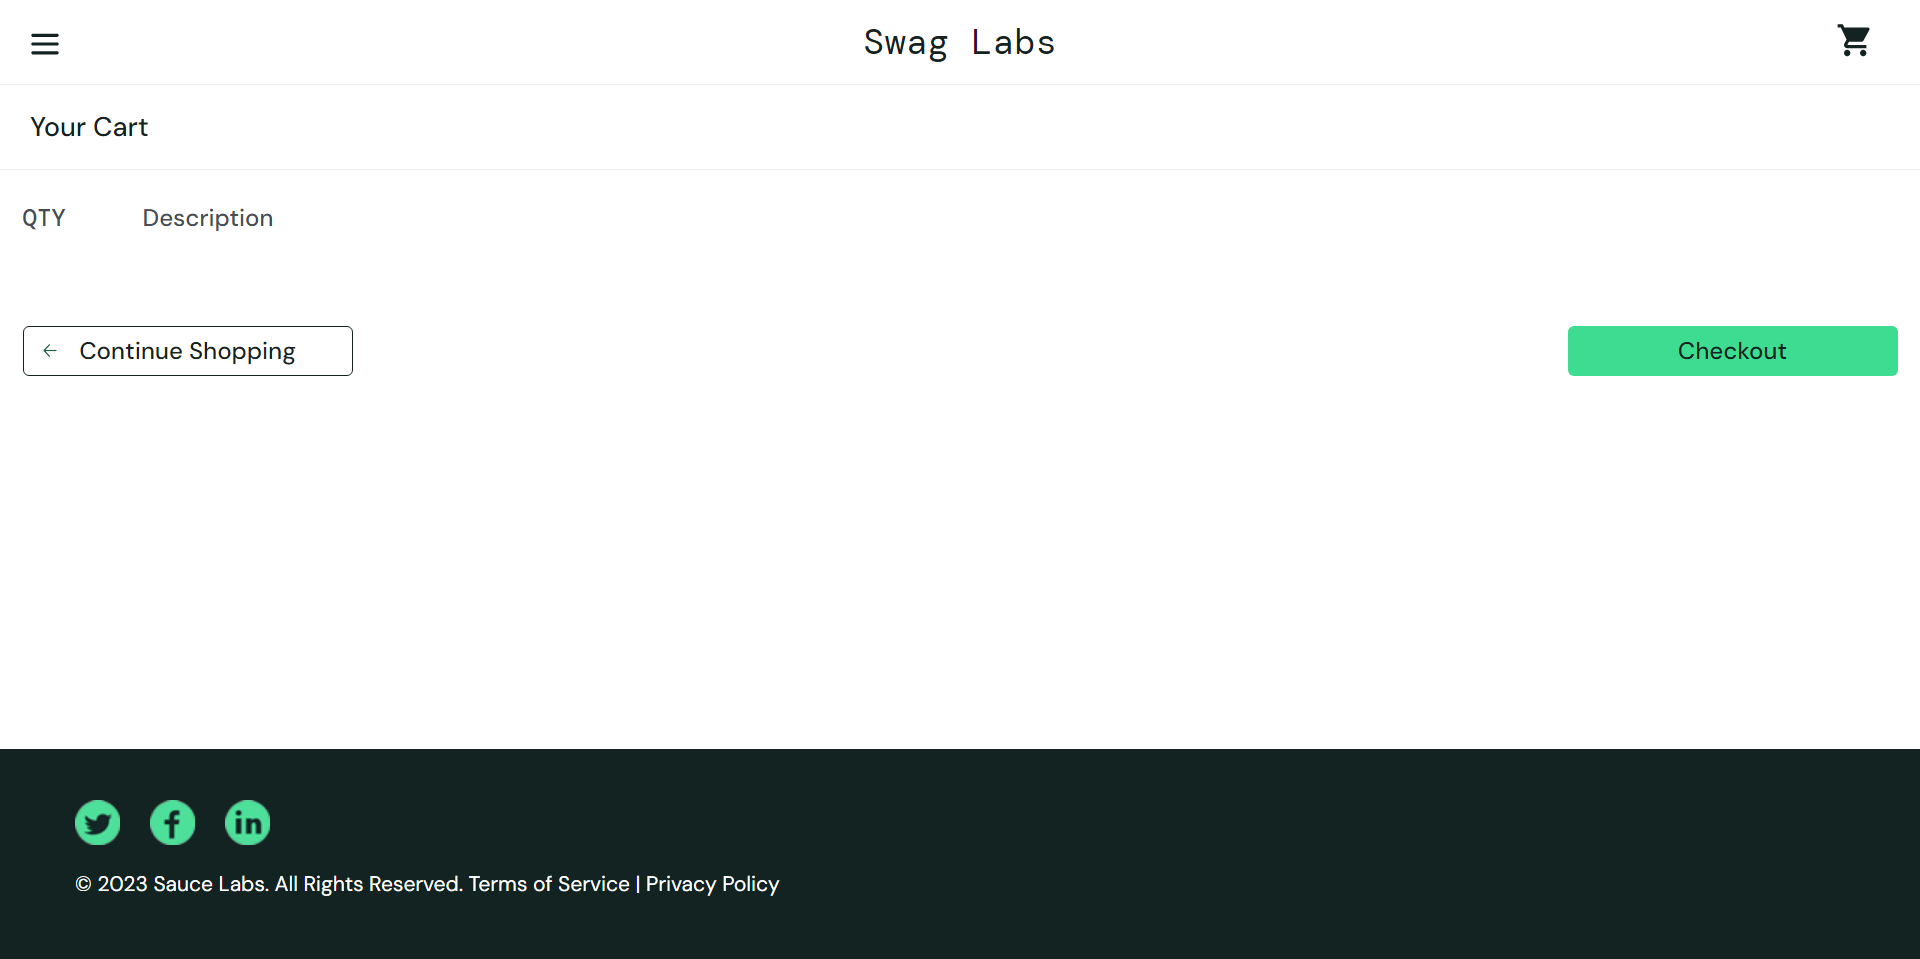 Swag Labs
Your Cart
QTY Description
Continue Shopping
Checkout
© 2023 Sauce Labs. All Rights Reserved. Terms of Service | Privacy Policy